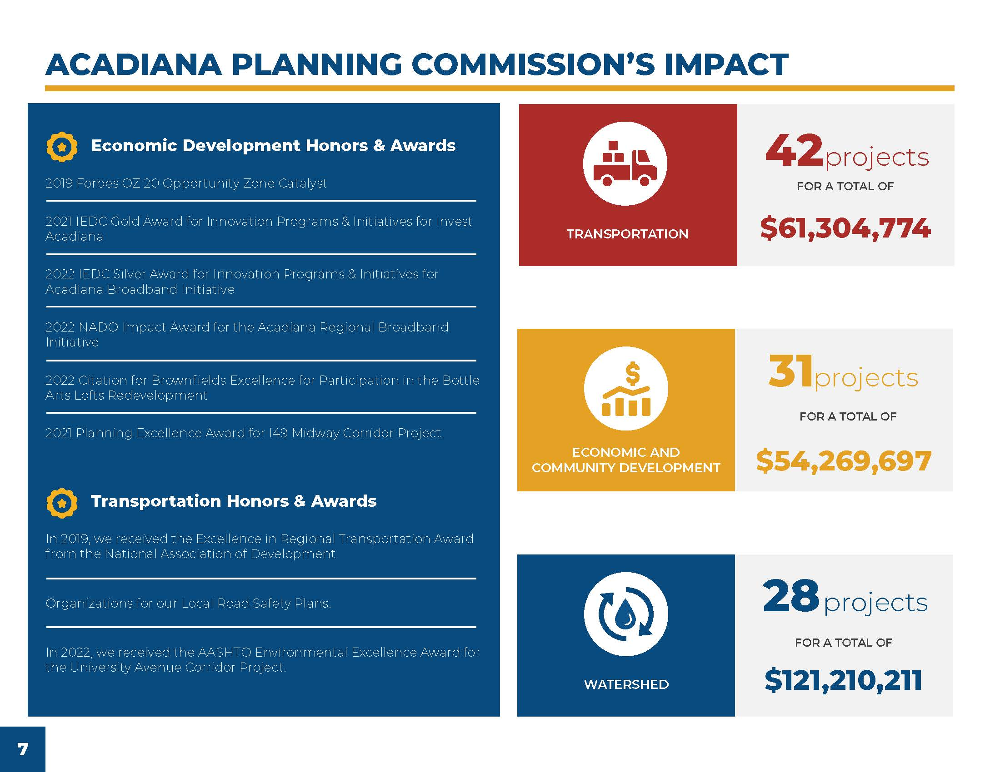 ACADIANA PLANNING COMMISSION’S IMPACT
Economic Development Honors & Awards
2019 Forbes OZ 20 Opportunity Zone Catalyst
2021 IEDC Gold Award for Innovation Programs & Initiatives for Invest
Acadiana
2022 IEDC Silver Award for Innovation Programs & Initiatives for
Acadiana Broadband Initiative
2022 NADO Impact Award for the Acadiana Regional Broadband
Initiative
2022 Citation for Brownfields Excellence for Participation in the Bottle
Arts Lofts Redevelopment
2021 Planning Excellence Award for I49 Midway Corridor Project
Transportation Honors & Awards
In 2019, we received the Excellence in Regional Transportation Award
from the National Association of Development
Organizations for our Local Road Safety Plans.
In 2022, we received the AASHTO Environmental Excellence Award for
the University Avenue Corridor Project.
TRANSPORTATION
42 projects
FOR A TOTAL OF
$61,304,774
$
ECONOMIC AND
COMMUNITY DEVELOPMENT
31 projects
FOR A TOTAL OF
$54,269,697
WATERSHED
28 projects
FOR A TOTAL OF
$121,210,211
7